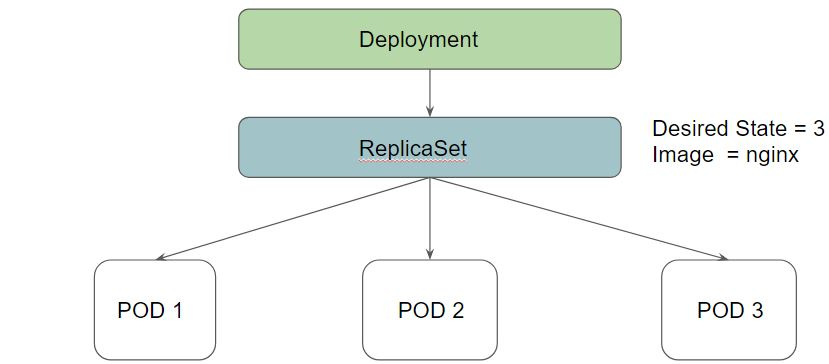 Deployment
ReplicaSet
Desired State = 3
Image = nginx
POD 1
POD 2
POD 3